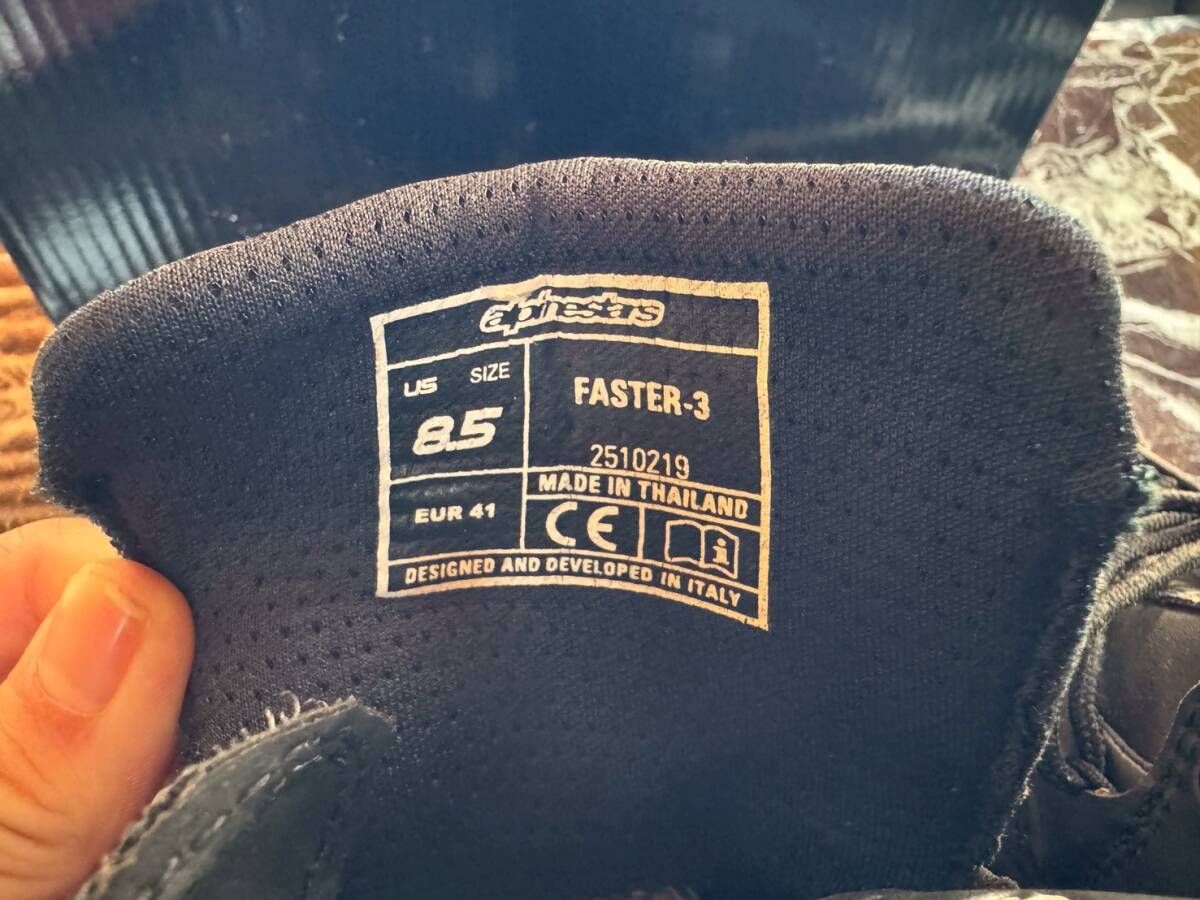 alpinestars
US SIZE
8.5
FASTER-3
2510219
EUR 41
MADE IN THAILAND
CE
DESIGNED AND DEVELOPED IN ITALY